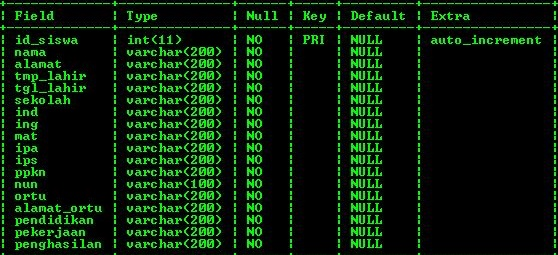 Field Type Null Key Default Extra
id_siswa int(11) NO PRI NULL auto_increment
nama varchar(200) NO NULL
alamat varchar(200) NO NULL
tmp_lahir varchar(200) NO NULL
tgl_lahir varchar(200) NO NULL
sekolah varchar(200) NO NULL
ind varchar(200) NO NULL
ing varchar(200) NO NULL
mat varchar(200) NO NULL
ipa varchar(200) NO NULL
ips varchar(200) NO NULL
ppkn varchar(200) NO NULL
nun varchar(100) NO NULL
ortu varchar(200) NO NULL
alamat_ortu varchar(200) NO NULL
pendidikan varchar(200) NO NULL
pekerjaan varchar(200) NO NULL
penghasilan varchar(200) NO NULL